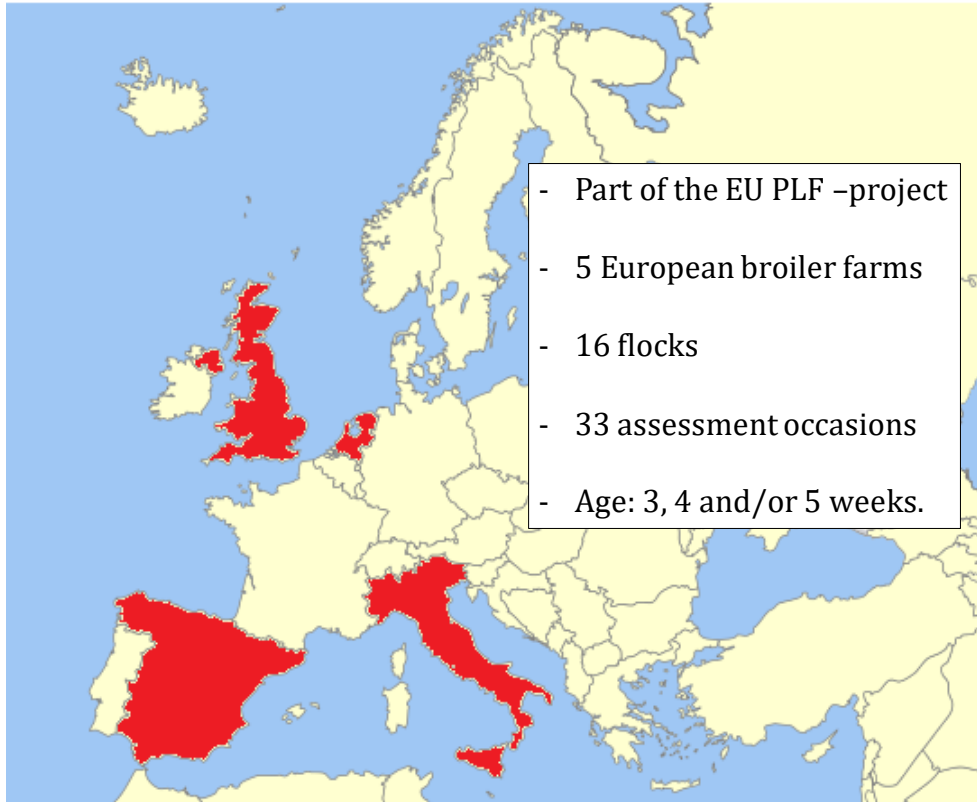 - Part of the EU PLF –project
- 5 European broiler farms
- 16 flocks
- 33 assessment occasions
- Age: 3, 4 and/or 5 weeks.